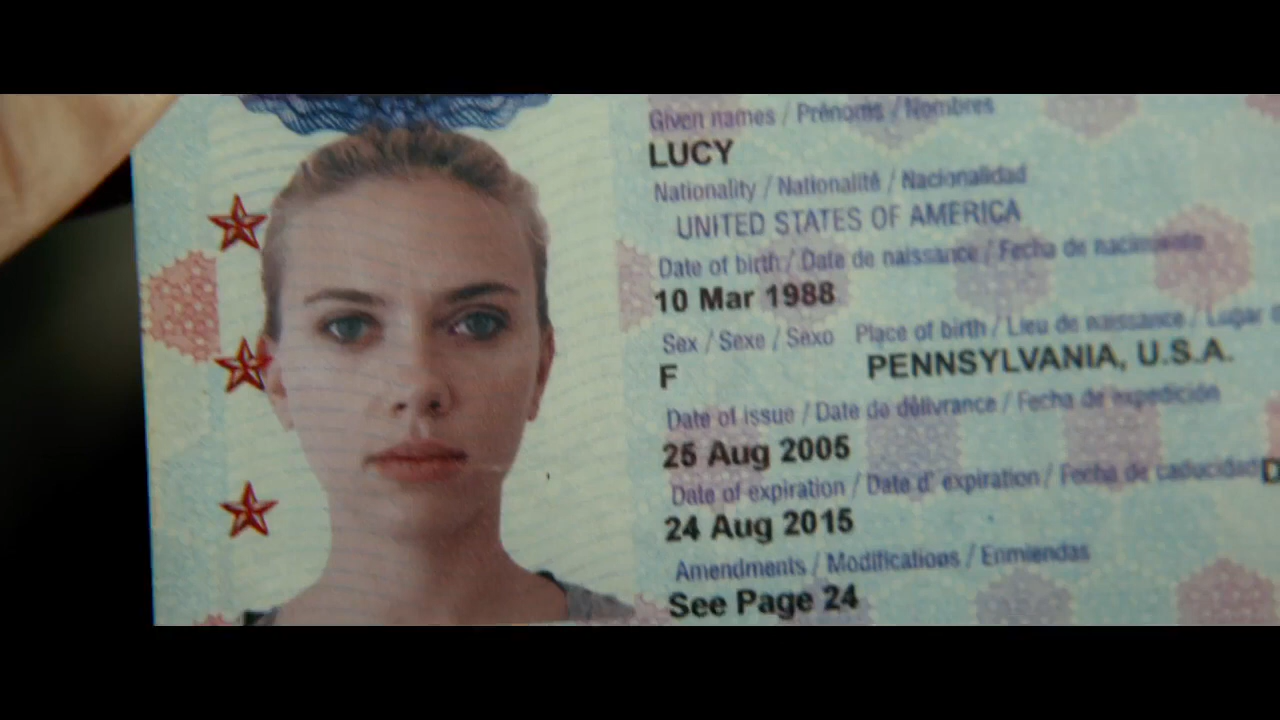 Given names / Prénoms / Nombres
LUCY
Nationality / Nationalité / Nacionalidad
UNITED STATES OF AMERICA
Date of birth / Date de naissance / Fecha de nacimiento
10 Mar 1988
Sex / Sexe / Sexo Place of birth / Lieu de naissance / Lugar
F PENNSYLVANIA, U.S.A.
Date of issue / Date de délivrance / Fecha de expedición
25 Aug 2005
Date of expiration / Date d' expiration / Fecha de caducidad
24 Aug 2015
Amendments / Modifications / Enmiendas
See Page 24